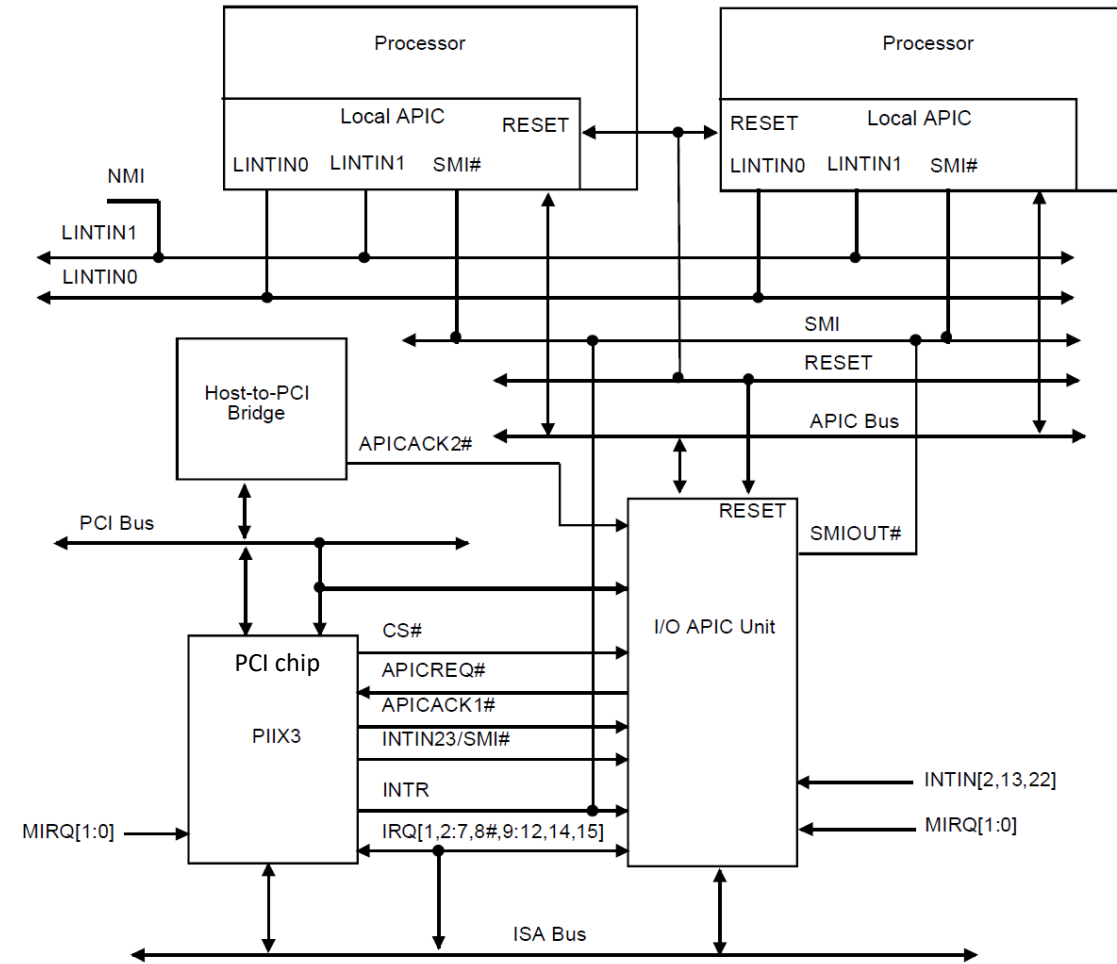 Processor
Processor
Local APIC
RESET
LINTIN0
LINTIN1
SMI#
RESET
Local APIC
LINTIN0
LINTIN1
SMI#
NMI
LINTIN1
LINTIN0
SMI
RESET
Host-to-PCI
Bridge
APIC Bus
APICACK2#
RESET
PCI Bus
SMIOUT#
I/O APIC Unit
CS#
PCI chip
APICREQ#
APICACK1#
PIIX3
INTIN23/SMI#
INTR
INTIN[2,13,22]
MIRQ[1:0]
IRQ[1,2:7,8#,9:12,14,15]
MIRQ[1:0]
ISA Bus